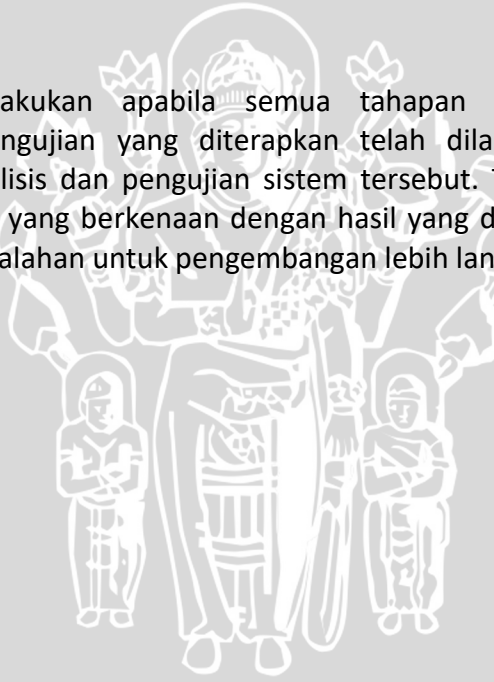 akukan apabila semua tahapan
ngujian yang diterapkan telah dila
lisis dan pengujian sistem tersebut.
yang berkenaan dengan hasil yang d
alahan untuk pengembangan lebih lan